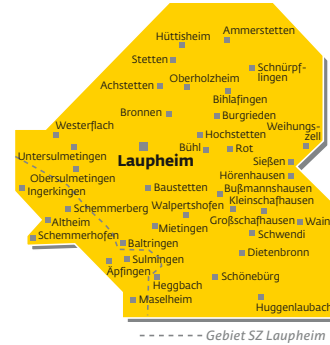 Ammerstetten
Hüttisheim
Stetten
Schnürpf-
lingen
Achstetten
Oberholzheim
Bihlafingen
Bronnen
Burgrieden
Westerflach
Weihungs-
zell
Hochstetten
Untersulmetingen
Laupheim
Bühl
Rot
Sießen
Obersulmetingen
Hörenhausen
Ingerkingen
Baustetten
Bußmannshausen
Walpertshofen
Kleinschafhausen
Schemmerberg
Großschafhausen
Wain
Altheim
Mietingen
Schwendi
Schemmerhofen
Baltringen
Dietenbronn
Sulmingen
Äpfingen
Heggbach
Schönebürg
Maselheim
Huggenlaubach
Gebiet SZ Laupheim